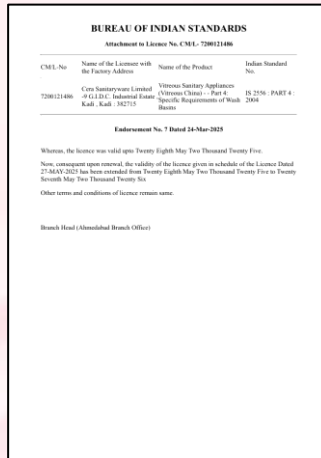 BUREAU OF INDIAN STANDARDS
Attachment to Licence No. CM/L- 7200121486
CM/L-No
Name of the Licensee with
the Factory Address
Name of the Product
Indian Standard
No.
7200121486
Cera Sanitaryware Limited
-9 G.I.D.C. Industrial Estate
Kadi , Kadi : 382715
Vitreous Sanitary Appliances
(Vitreous China) - - Part 4:
Specific Requirements of Wash
Basins
IS 2556 : PART 4 :
2004
Endorsement No. 7 Dated 24-Mar-2025
Whereas, the licence was valid upto Twenty Eighth May Two Thousand Twenty Five.
Now, consequent upon renewal, the validity of the licence given in schedule of the Licence Dated
27-MAY-2025 has been extended from Twenty Eighth May Two Thousand Twenty Five to Twenty
Seventh May Two Thousand Twenty Six
Other terms and conditions of licence remain same.
Branch Head (Ahmedabad Branch Office)